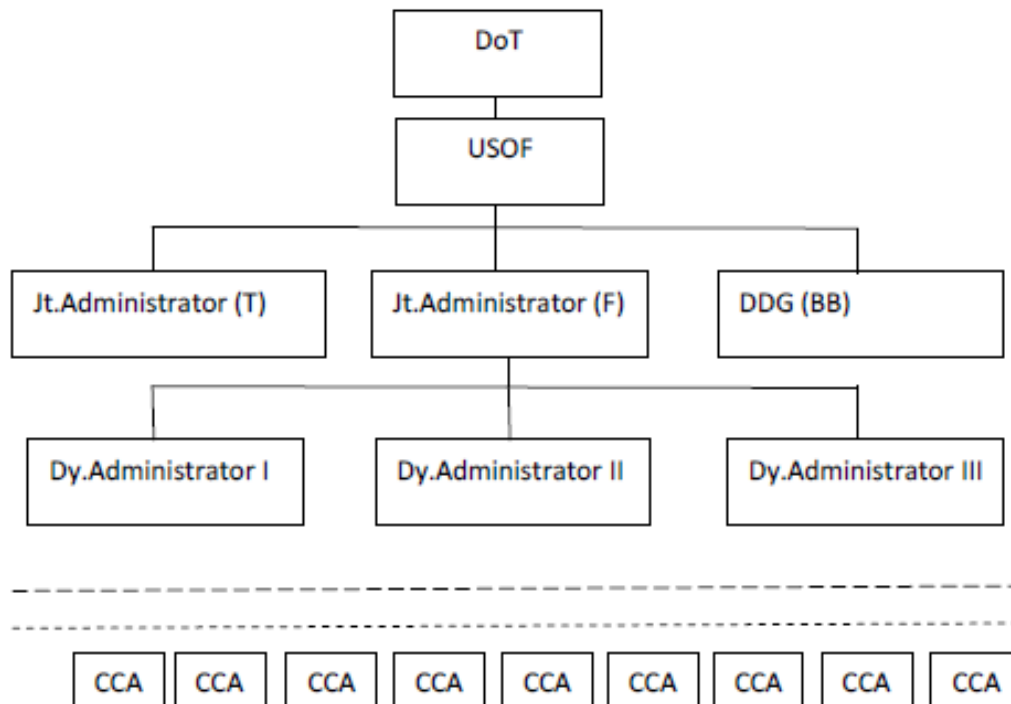 DoT
USOF
Jt.Administrator (T)
Jt.Administrator (F)
DDG (BB)
Dy.Administrator I
Dy.Administrator II
Dy.Administrator III
CCA
CCA
CCA
CCA
CCA
CCA
CCA
CCA
CCA